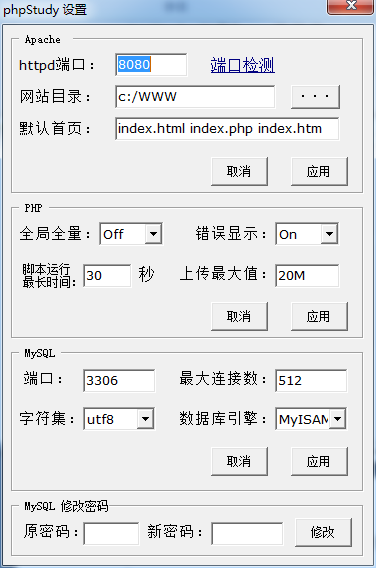 phpStudy 设置
Apache
httpd端口： 8080 端口检测
网站目录： c:/WWW ...
默认首页： index.html index.php index.htm
取消 应用
PHP
全局全量： Off 错误显示： On
脚本运行
最长时间： 30 秒 上传最大值： 20M
取消 应用
MySQL
端口： 3306 最大连接数： 512
字符集： utf8 数据库引擎： MyISAM
取消 应用
MySQL 修改密码
原密码： 新密码： 修改